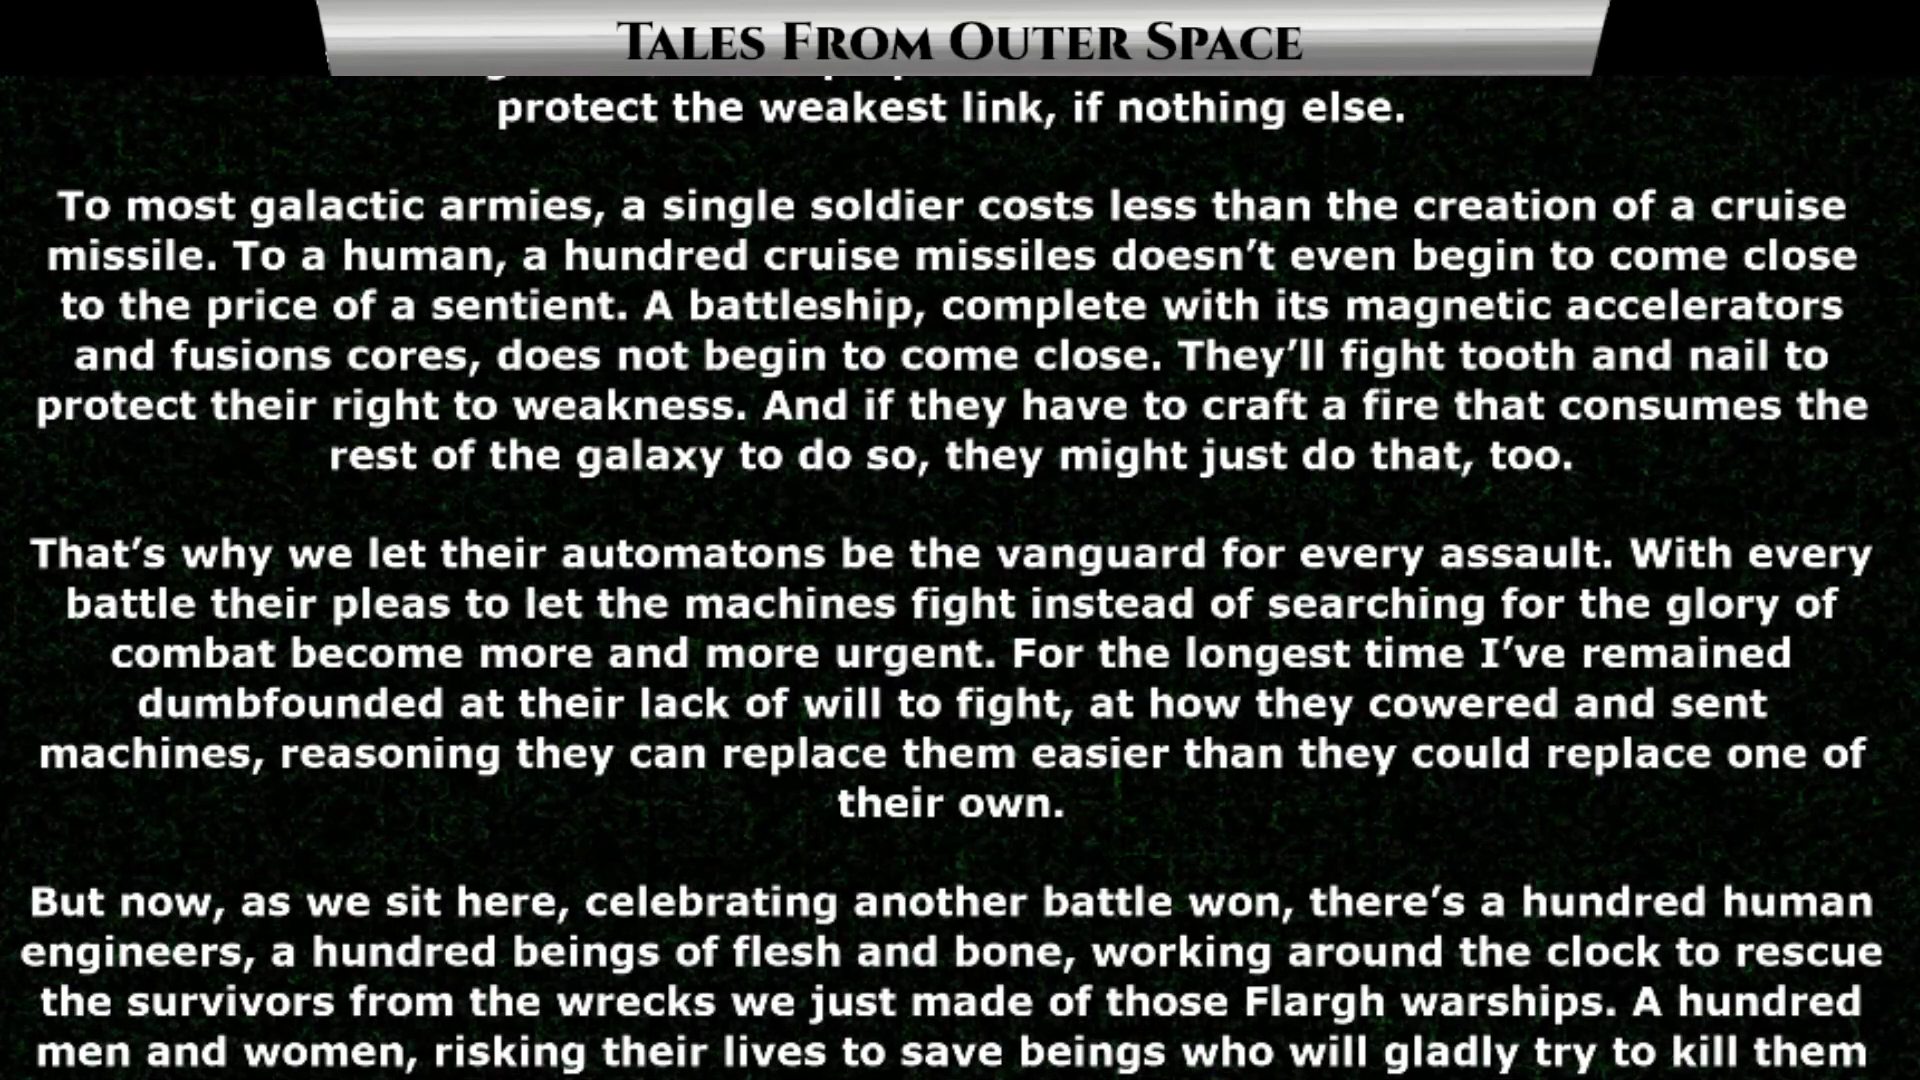 Tales From Outer Space
protect the weakest link, if nothing else.
To most galactic armies, a single soldier costs less than the creation of a cruise
missile. To a human, a hundred cruise missiles doesn’t even begin to come close
to the price of a sentient. A battleship, complete with its magnetic accelerators
and fusions cores, does not begin to come close. They’ll fight tooth and nail to
protect their right to weakness. And if they have to craft a fire that consumes the
rest of the galaxy to do so, they might just do that, too.
That’s why we let their automatons be the vanguard for every assault. With every
battle their pleas to let the machines fight instead of searching for the glory of
combat become more and more urgent. For the longest time I’ve remained
dumbfounded at their lack of will to fight, at how they cowered and sent
machines, reasoning they can replace them easier than they could replace one of
their own.
But now, as we sit here, celebrating another battle won, there’s a hundred human
engineers, a hundred beings of flesh and bone, working around the clock to rescue
the survivors from the wrecks we just made of those Flargh warships. A hundred
men and women, risking their lives to save beings who will gladly try to kill them